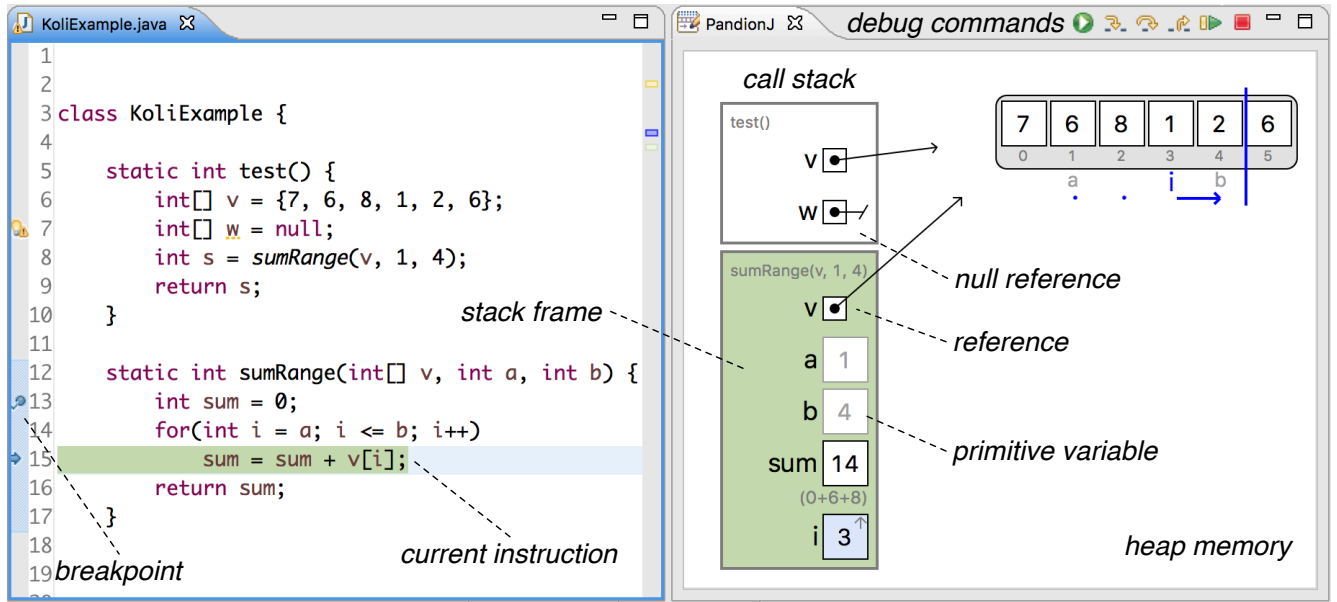 KoliExample.java
1
2
3 class KoliExample {
4
5 static int test() {
6 int[] v = {7, 6, 8, 1, 2, 6};
7 int[] w = null;
8 int s = sumRange(v, 1, 4);
9 return s;
10 }
11
12 static int sumRange(int[] v, int a, int b) {
13 int sum = 0;
14 for(int i = a; i <= b; i++)
15 sum = sum + v[i];
16 return sum;
17 }
18
19
breakpoint
current instruction
stack frame
PandionJ
debug commands
call stack
test()
v
w
sumRange(v, 1, 4)
v
a 1
b 4
sum 14
(0+6+8)
i 3
7 6 8 1 2 6
0 1 2 3 4 5
a i b
null reference
reference
primitive variable
heap memory